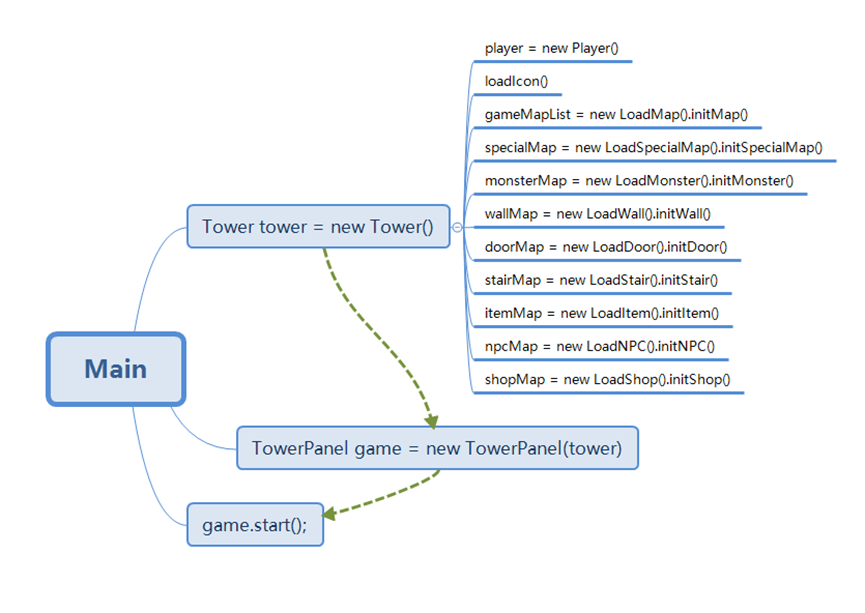 Main
Tower tower = new Tower()
player = new Player()
loadIcon()
gameMapList = new LoadMap().initMap()
specialMap = new LoadSpecialMap().initSpecialMap()
monsterMap = new LoadMonster().initMonster()
wallMap = new LoadWall().initWall()
doorMap = new LoadDoor().initDoor()
stairMap = new LoadStair().initStair()
itemMap = new LoadItem().initItem()
npcMap = new LoadNPC().initNPC()
shopMap = new LoadShop().initShop()
TowerPanel game = new TowerPanel(tower)
game.start();